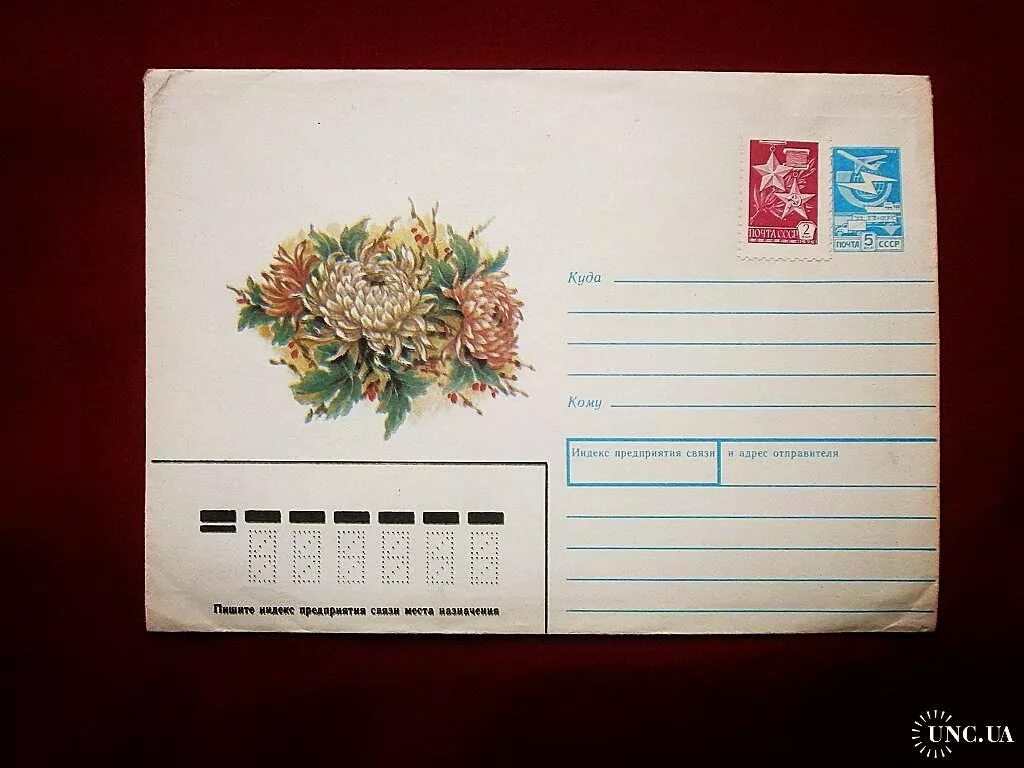 ПОЧТА СССР 2
ПОЧТА 5 СССР
Куда
Кому
Индекс предприятия связи и адрес отправителя
Пишите индекс предприятия связи места назначения
UNC.UA